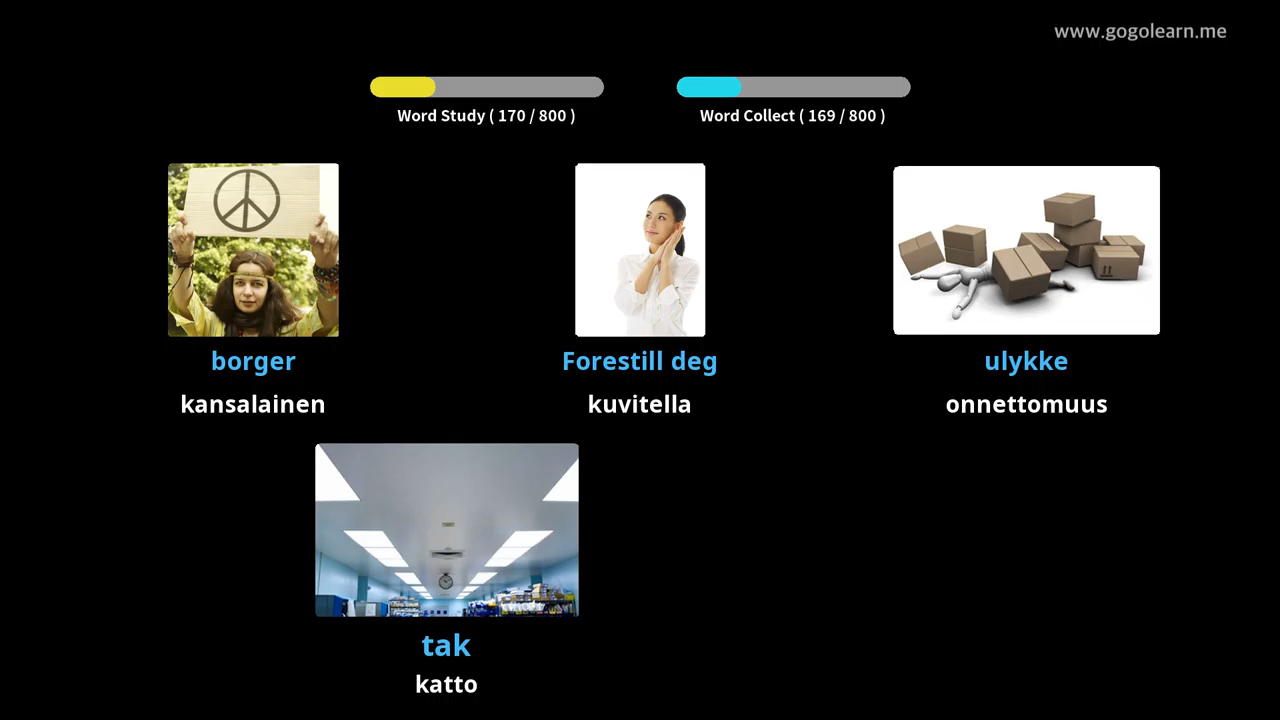 www.gogolearn.me
Word Study ( 170 / 800 )
Word Collect ( 169 / 800 )
borger
Forestill deg
ulykke
kansalainen
kuvitella
onnettomuus
tak
katto